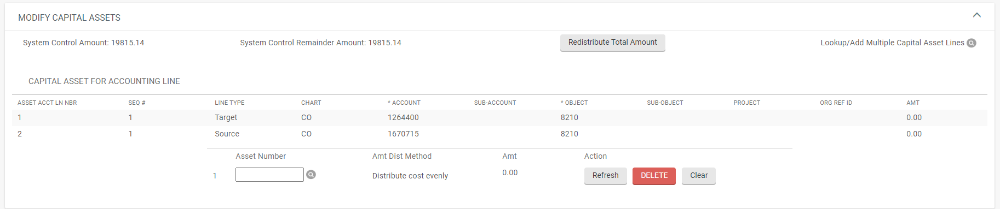 MODIFY CAPITAL ASSETS
System Control Amount: 19815.14 System Control Remainder Amount: 19815.14 Redistribute Total Amount Lookup/Add Multiple Capital Asset Lines
CAPITAL ASSET FOR ACCOUNTING LINE
ASSET ACCT LN NBR SEQ # LINE TYPE CHART * ACCOUNT SUB-ACCOUNT * OBJECT SUB-OBJECT PROJECT ORG REF ID AMT
1 1 Target CO 1264400 8210 0.00
2 1 Source CO 1670715 8210 0.00
Asset Number Amt Dist Method Amt Action
1 Distribute cost evenly 0.00 Refresh DELETE Clear